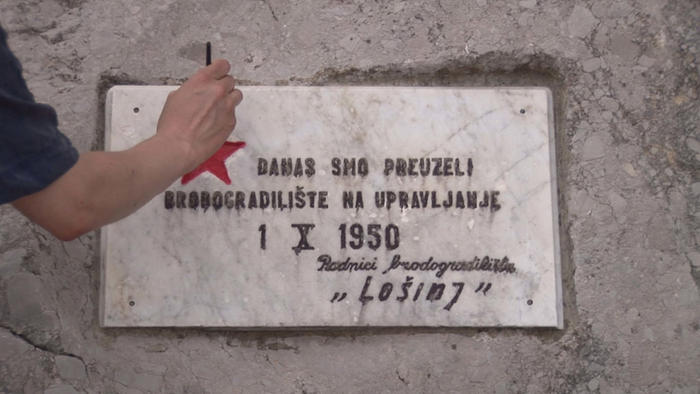 DANAS SMO PREUZELI
BRODOGRADILIŠTE NA UPRAVLJANJE
1 X 1950
Radnici brodogradilišta
„Lošinj”